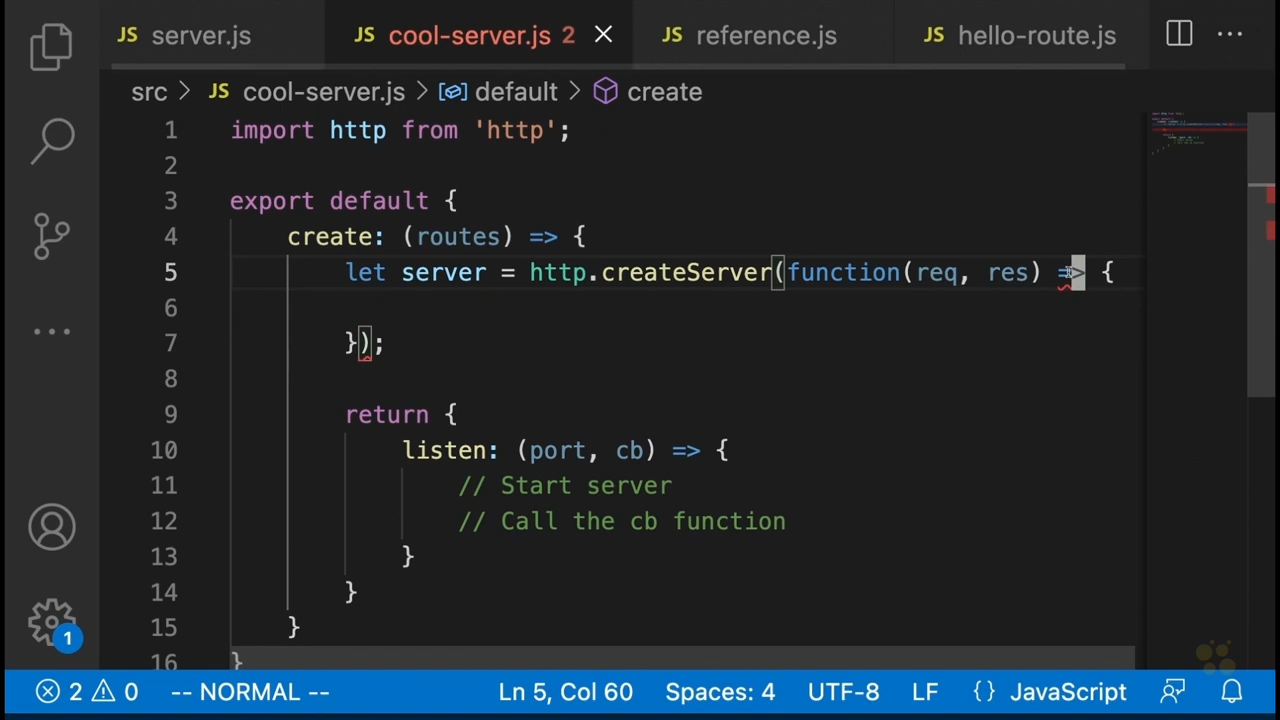 JS server.js JS cool-server.js 2 JS reference.js JS hello-route.js ...
src > JS cool-server.js > default > create
1 import http from 'http';
2
3 export default {
4 create: (routes) => {
5 let server = http.createServer(function(req, res) => {
6
7 });
8
9 return {
10 listen: (port, cb) => {
11 // Start server
12 // Call the cb function
13 }
14 }
15 }
16 }
1
2 0 -- NORMAL -- Ln 5, Col 60 Spaces: 4 UTF-8 LF {} JavaScript